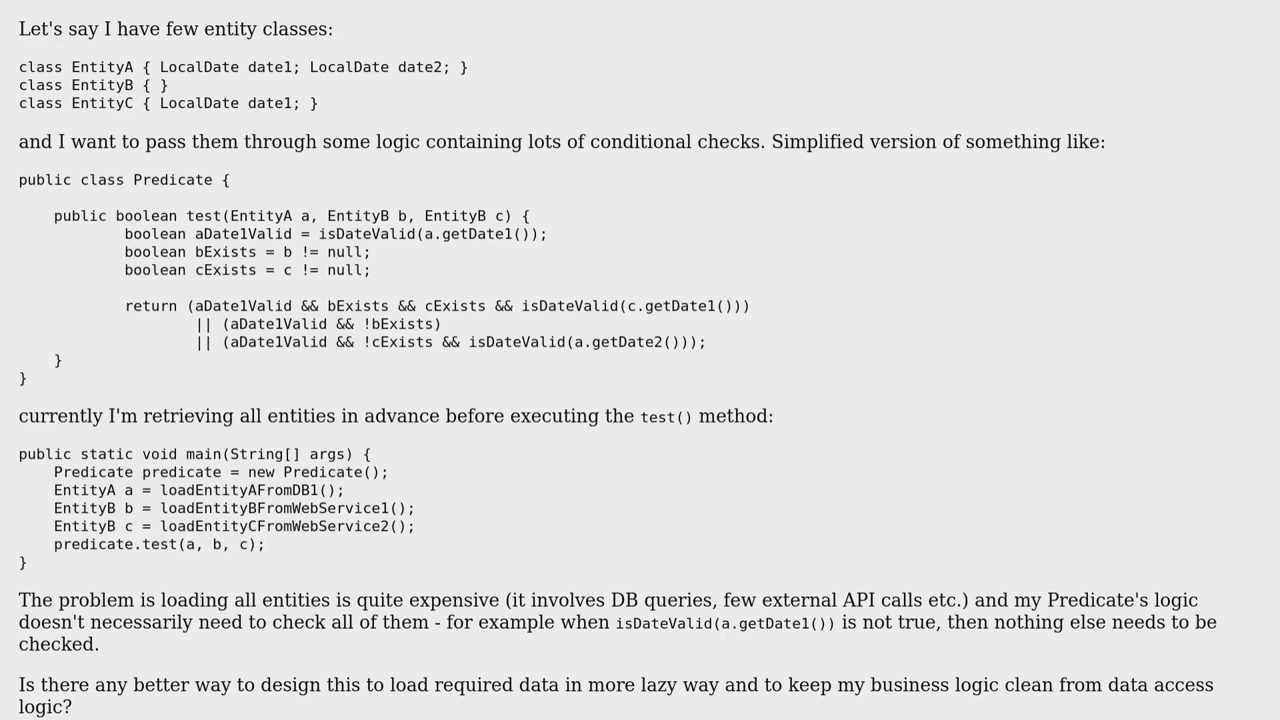 Let's say I have few entity classes:
class EntityA { LocalDate date1; LocalDate date2; }
class EntityB { }
class EntityC { LocalDate date1; }
and I want to pass them through some logic containing lots of conditional checks. Simplified version of something like:
public class Predicate {
    public boolean test(EntityA a, EntityB b, EntityB c) {
            boolean aDate1Valid = isDateValid(a.getDate1());
            boolean bExists = b != null;
            boolean cExists = c != null;
            return (aDate1Valid && bExists && cExists && isDateValid(c.getDate1()))
                    || (aDate1Valid && !bExists)
                    || (aDate1Valid && !cExists && isDateValid(a.getDate2()));
    }
}
currently I'm retrieving all entities in advance before executing the test() method:
public static void main(String[] args) {
    Predicate predicate = new Predicate();
    EntityA a = loadEntityAFromDB1();
    EntityB b = loadEntityBFromWebService1();
    EntityB c = loadEntityCFromWebService2();
    predicate.test(a, b, c);
}
The problem is loading all entities is quite expensive (it involves DB queries, few external API calls etc.) and my Predicate's logic
doesn't necessarily need to check all of them - for example when isDateValid(a.getDate1()) is not true, then nothing else needs to be
checked.
Is there any better way to design this to load required data in more lazy way and to keep my business logic clean from data access
logic?